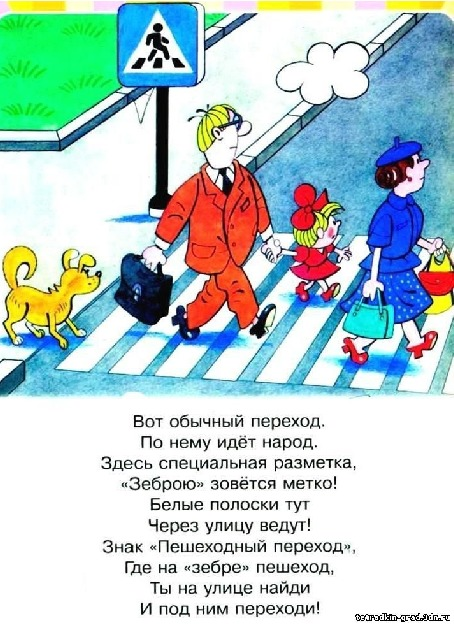 Вот обычный переход.
По нему идёт народ.
Здесь специальная разметка,
«Зеброю» зовётся метко!
Белые полоски тут
Через улицу ведут!
Знак «Пешеходный переход»,
Где на «зебре» пешеход,
Ты на улице найди
И под ним переходи!